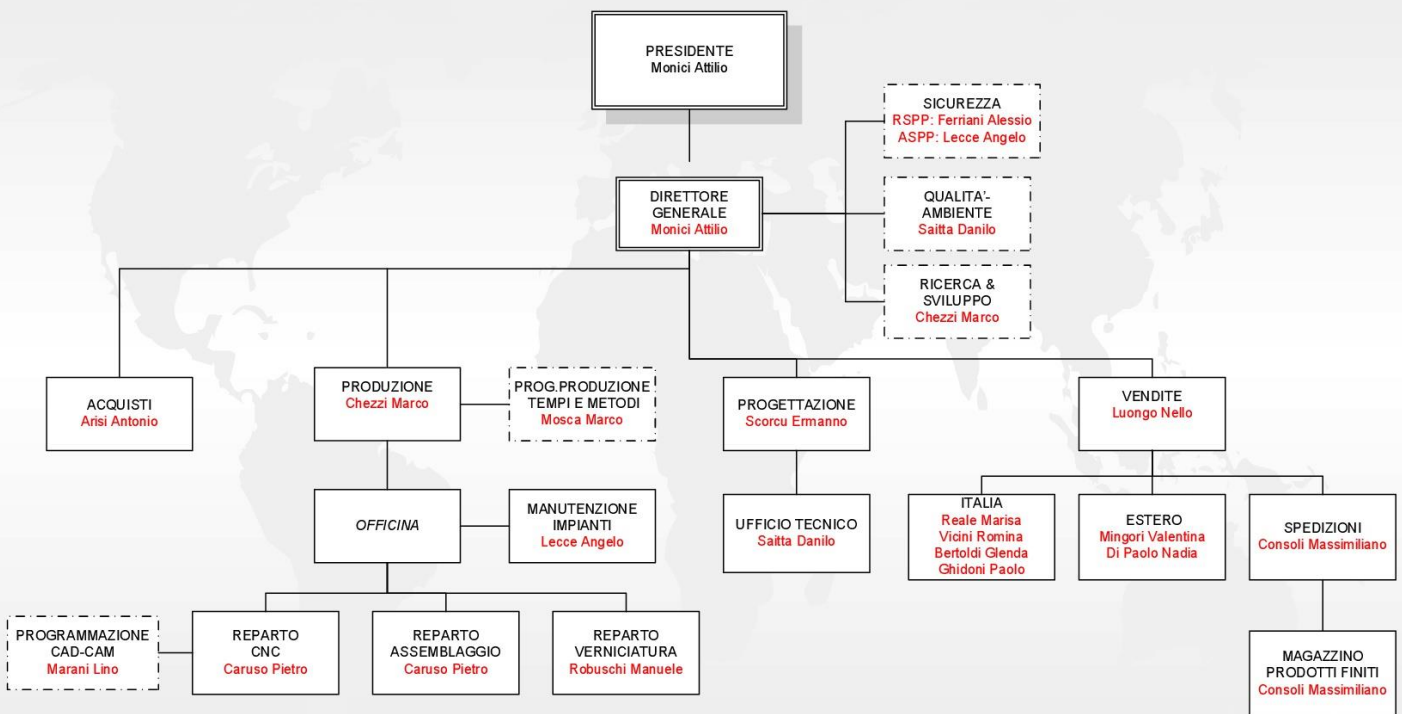 PRESIDENTE
Monici Attilio
SICUREZZA
RSPP: Ferriani Alessio
ASPP: Lecce Angelo
DIRETTORE
GENERALE
Monici Attilio
QUALITA'-
AMBIENTE
Saitta Danilo
RICERCA &
SVILUPPO
Chezzi Marco
ACQUISTI
Arisi Antonio
PRODUZIONE
Chezzi Marco
PROG.PRODUZIONE
TEMPI E METODI
Mosca Marco
PROGETTAZIONE
Scorcu Ermanno
VENDITE
Luongo Nello
OFFICINA
MANUTENZIONE
IMPIANTI
Lecce Angelo
UFFICIO TECNICO
Saitta Danilo
ITALIA
Reale Marisa
Vicini Romina
Bertoldi Glenda
Ghidoni Paolo
ESTERO
Mingori Valentina
Di Paolo Nadia
SPEDIZIONI
Consoli Massimiliano
PROGRAMMAZIONE
CAD-CAM
Marani Lino
REPARTO
CNC
Caruso Pietro
REPARTO
ASSEMBLAGGIO
Caruso Pietro
REPARTO
VERNICIATURA
Robuschi Manuele
MAGAZZINO
PRODOTTI FINITI
Consoli Massimiliano